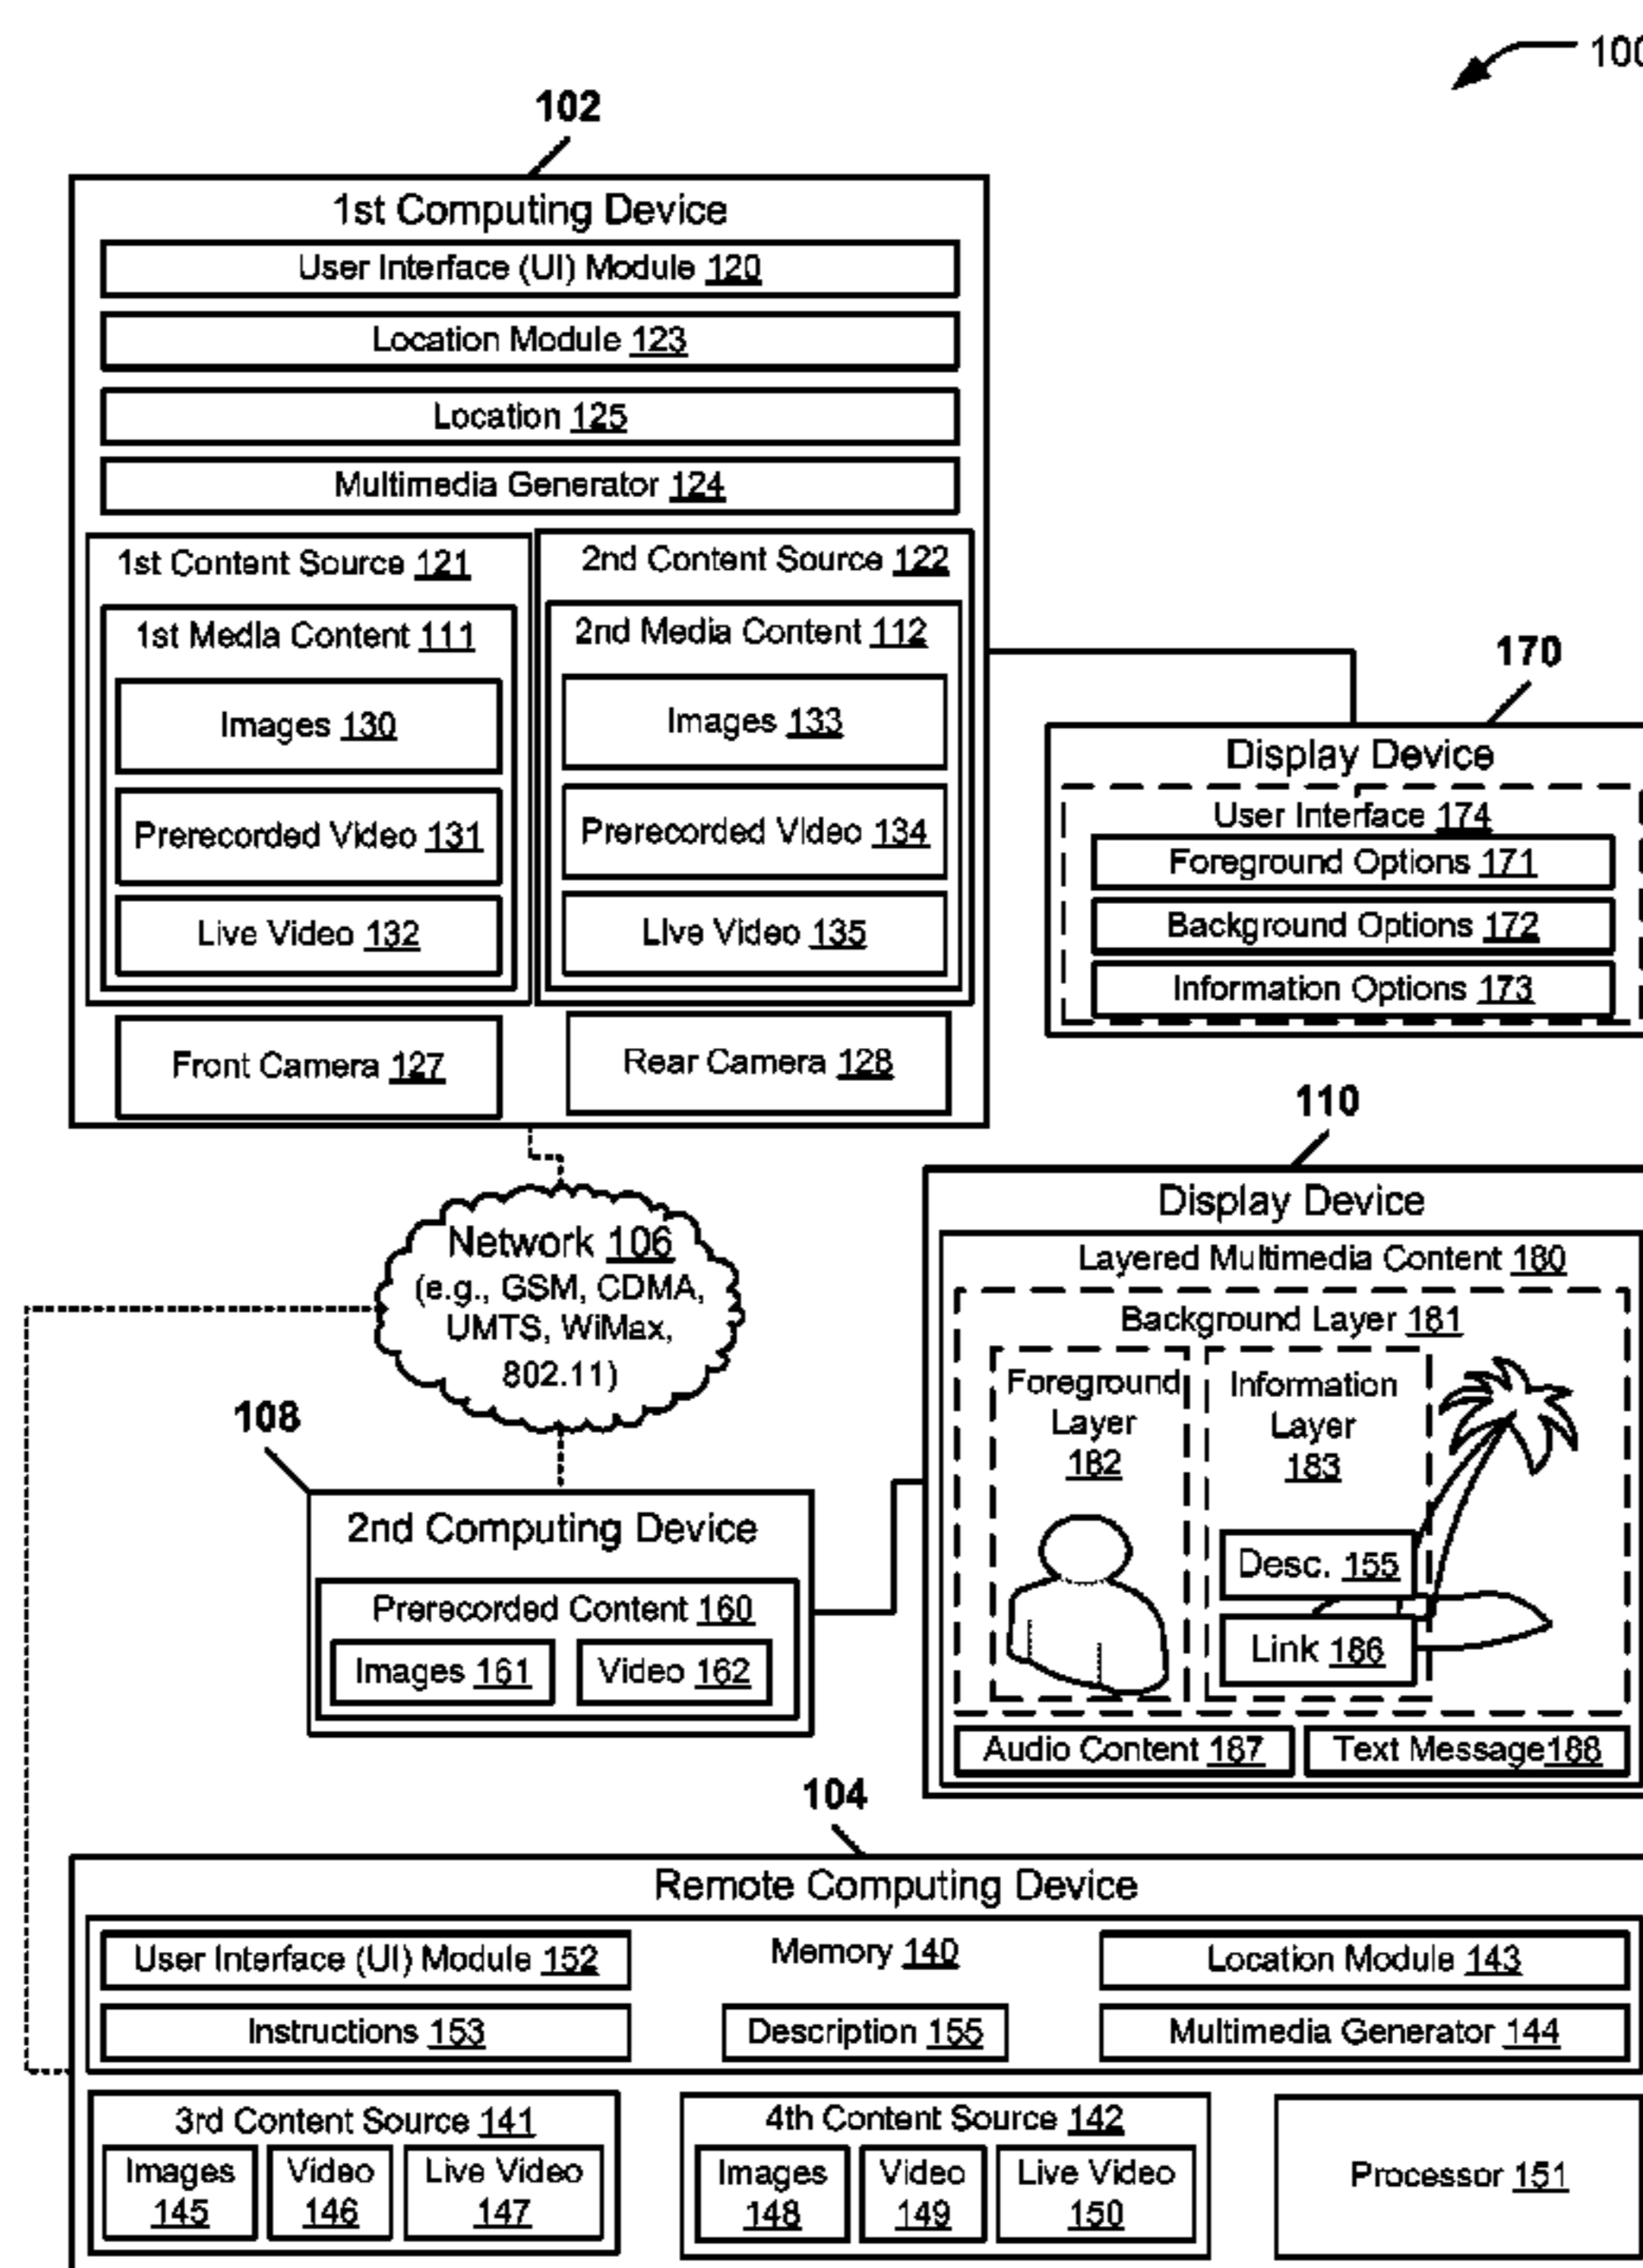 100
102
1st Computing Device
User Interface (UI) Module 120
Location Module 123
Location 125
Multimedia Generator 124
1st Content Source 121
1st Media Content 111
Images 130
Prerecorded Video 131
Live Video 132
2nd Content Source 122
2nd Media Content 112
Images 133
Prerecorded Video 134
Live Video 135
Front Camera 127
Rear Camera 128
170
Display Device
User Interface 174
Foreground Options 171
Background Options 172
Information Options 173
Network 106
(e.g., GSM, CDMA,
UMTS, WiMax,
802.11)
108
2nd Computing Device
Prerecorded Content 160
Images 161
Video 162
110
Display Device
Layered Multimedia Content 180
Background Layer 181
Foreground
Layer
182
Information
Layer
183
Desc. 155
Link 186
Audio Content 187
Text Message188
104
Remote Computing Device
User Interface (UI) Module 152
Memory 140
Location Module 143
Instructions 153
Description 155
Multimedia Generator 144
3rd Content Source 141
Images
145
Video
146
Live Video
147
4th Content Source 142
Images
148
Video
149
Live Video
150
Processor 151